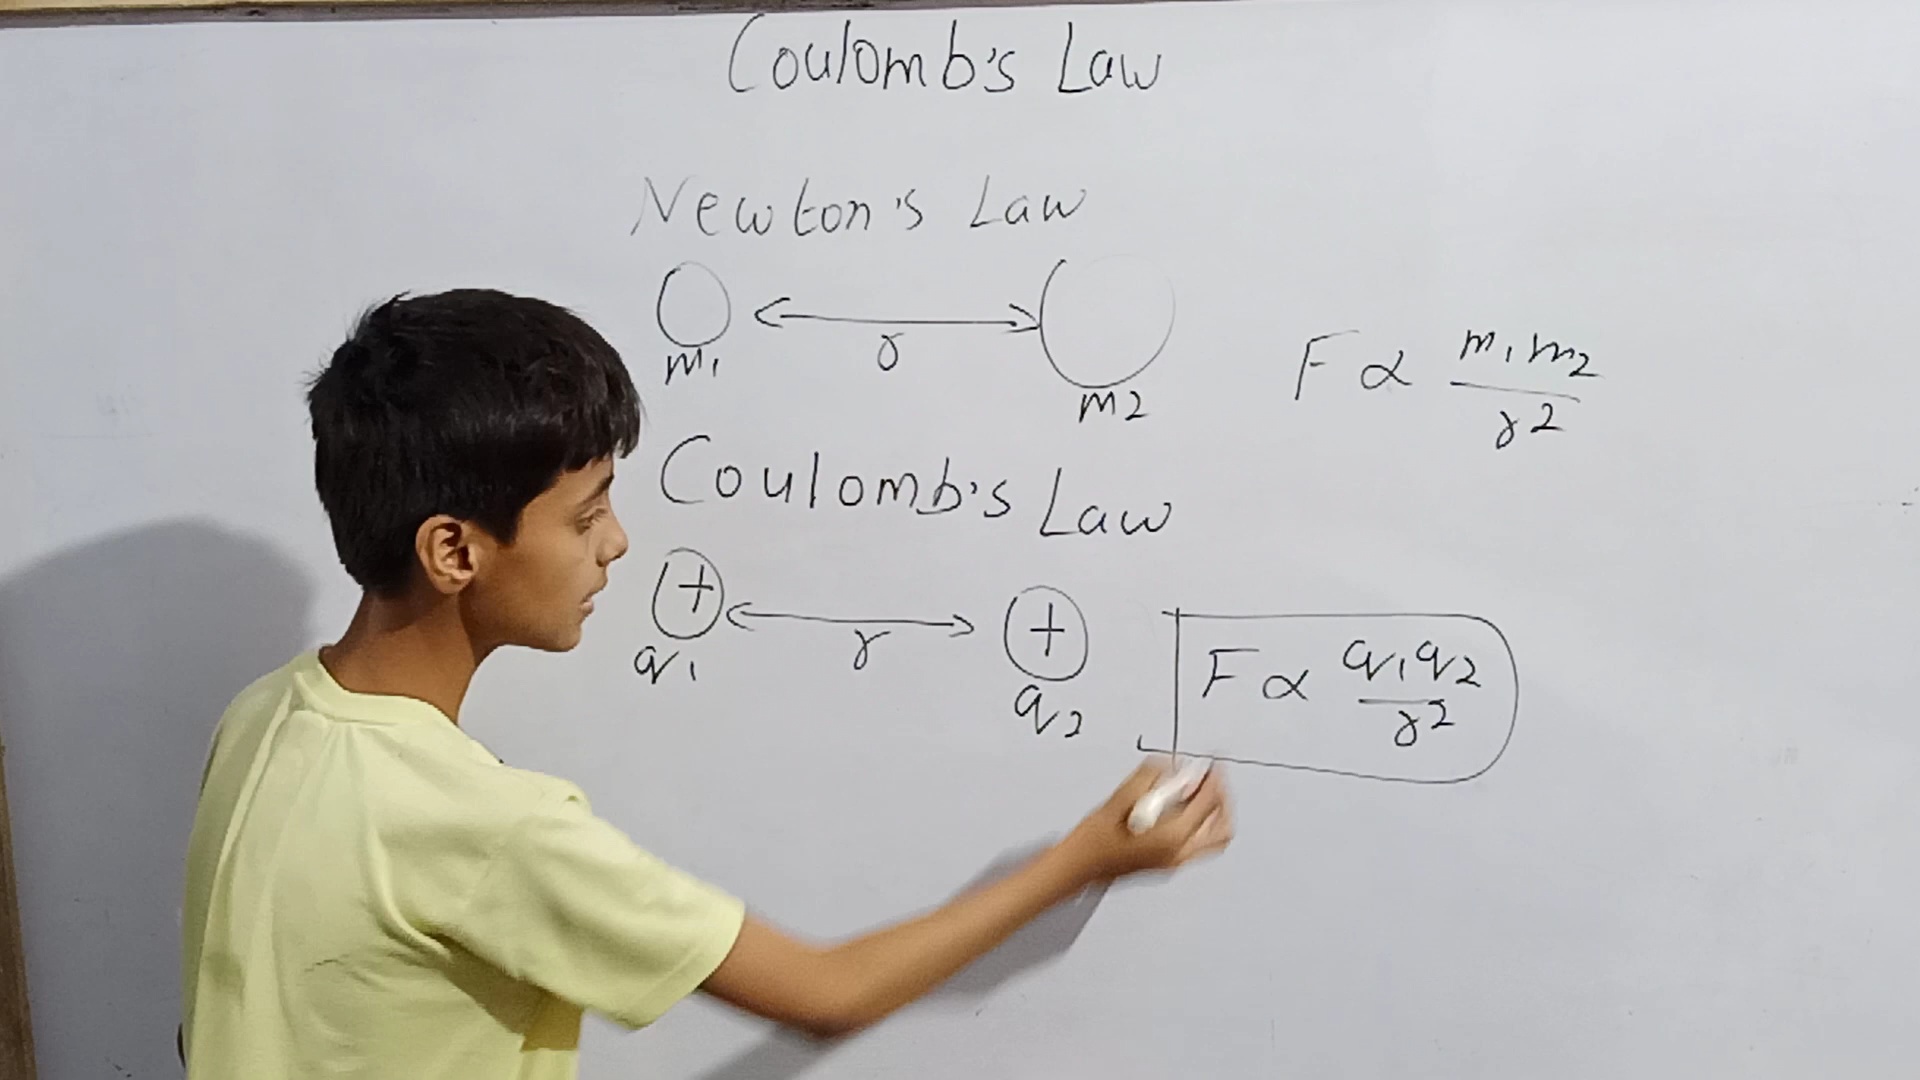 Coulomb's Law
Newton's Law
r
m1
m2
F ∝ m1m2 / r2
Coulomb's Law
+ +
r
q1
q2
F ∝ q1q2 / r2